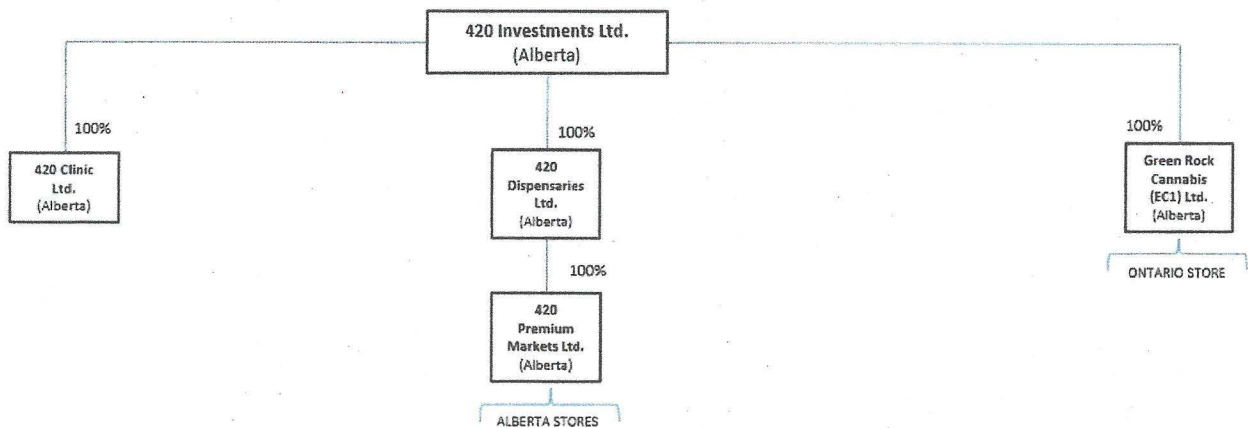 420 Investments Ltd.
(Alberta)
100%
420 Clinic
Ltd.
(Alberta)
100%
420
Dispensaries
Ltd.
(Alberta)
100%
Green Rock
Cannabis
(EC1) Ltd.
(Alberta)
ONTARIO STORE
100%
420
Premium
Markets Ltd.
(Alberta)
ALBERTA STORES